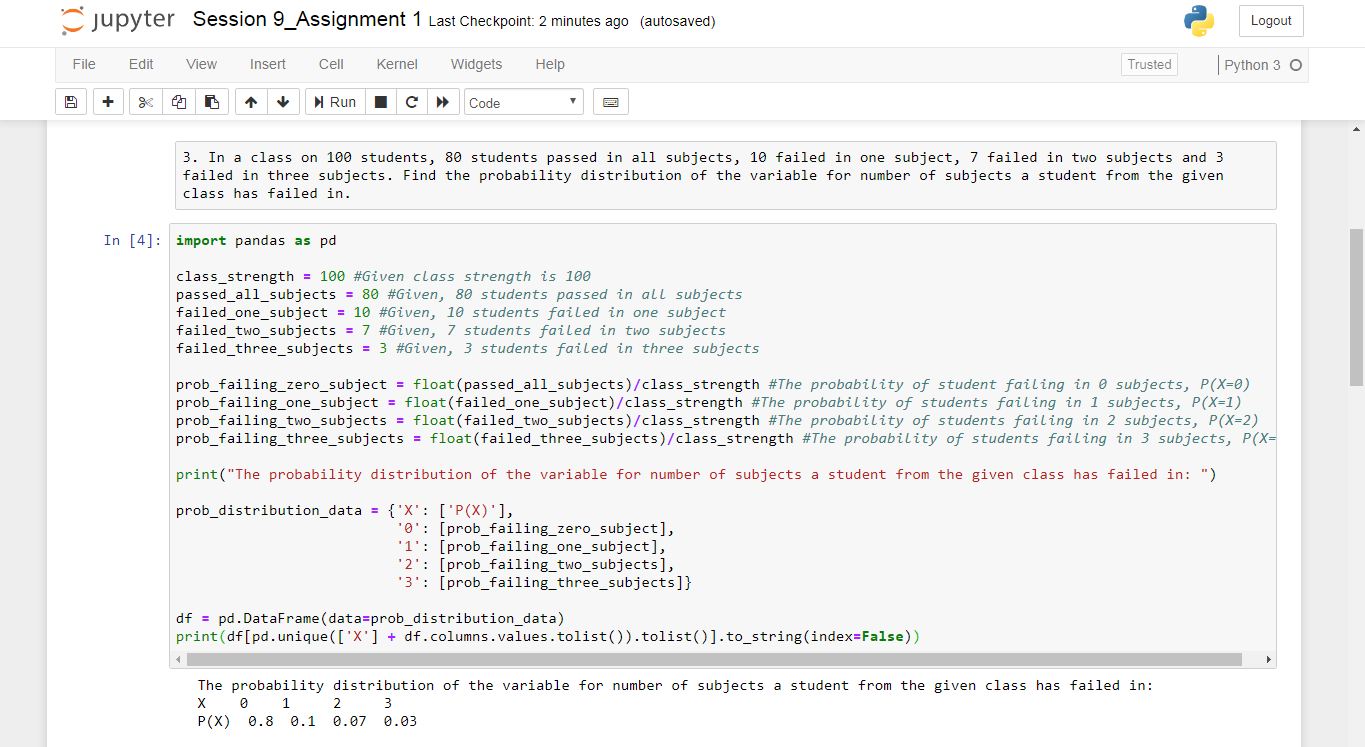 jupyter Session 9_Assignment 1 Last Checkpoint: 2 minutes ago (autosaved) Logout
File Edit View Insert Cell Kernel Widgets Help Trusted Python 3
Run Code
3. In a class on 100 students, 80 students passed in all subjects, 10 failed in one subject, 7 failed in two subjects and 3
failed in three subjects. Find the probability distribution of the variable for number of subjects a student from the given
class has failed in.
In [4]: import pandas as pd
class_strength = 100 #Given class strength is 100
passed_all_subjects = 80 #Given, 80 students passed in all subjects
failed_one_subject = 10 #Given, 10 students failed in one subject
failed_two_subjects = 7 #Given, 7 students failed in two subjects
failed_three_subjects = 3 #Given, 3 students failed in three subjects
prob_failing_zero_subject = float(passed_all_subjects)/class_strength #The probability of student failing in 0 subjects, P(X=0)
prob_failing_one_subject = float(failed_one_subject)/class_strength #The probability of students failing in 1 subjects, P(X=1)
prob_failing_two_subjects = float(failed_two_subjects)/class_strength #The probability of students failing in 2 subjects, P(X=2)
prob_failing_three_subjects = float(failed_three_subjects)/class_strength #The probability of students failing in 3 subjects, P(X=
print("The probability distribution of the variable for number of subjects a student from the given class has failed in: ")
prob_distribution_data = {'X': ['P(X)'],
'0': [prob_failing_zero_subject],
'1': [prob_failing_one_subject],
'2': [prob_failing_two_subjects],
'3': [prob_failing_three_subjects]}
df = pd.DataFrame(data=prob_distribution_data)
print(df[pd.unique(['X'] + df.columns.values.tolist()).tolist()].to_string(index=False))
The probability distribution of the variable for number of subjects a student from the given class has failed in:
X 0 1 2 3
P(X) 0.8 0.1 0.07 0.03